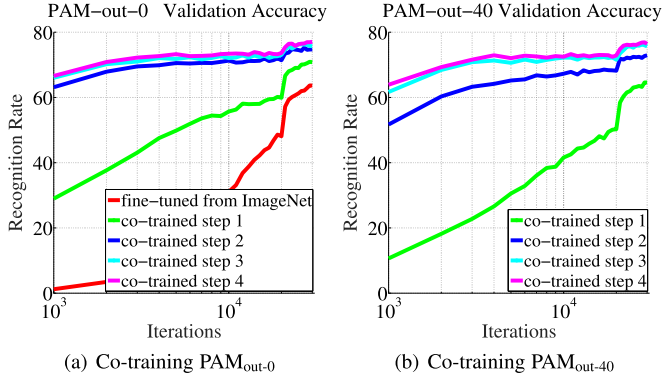 PAM-out-0 Validation Accuracy
80
60
40
20
0
Recognition Rate
fine-tuned from ImageNet
co-trained step 1
co-trained step 2
co-trained step 3
co-trained step 4
10^3
10^4
Iterations
(a) Co-training PAM_out-0
PAM-out-40 Validation Accuracy
80
60
40
20
0
Recognition Rate
co-trained step 1
co-trained step 2
co-trained step 3
co-trained step 4
10^3
10^4
Iterations
(b) Co-training PAM_out-40